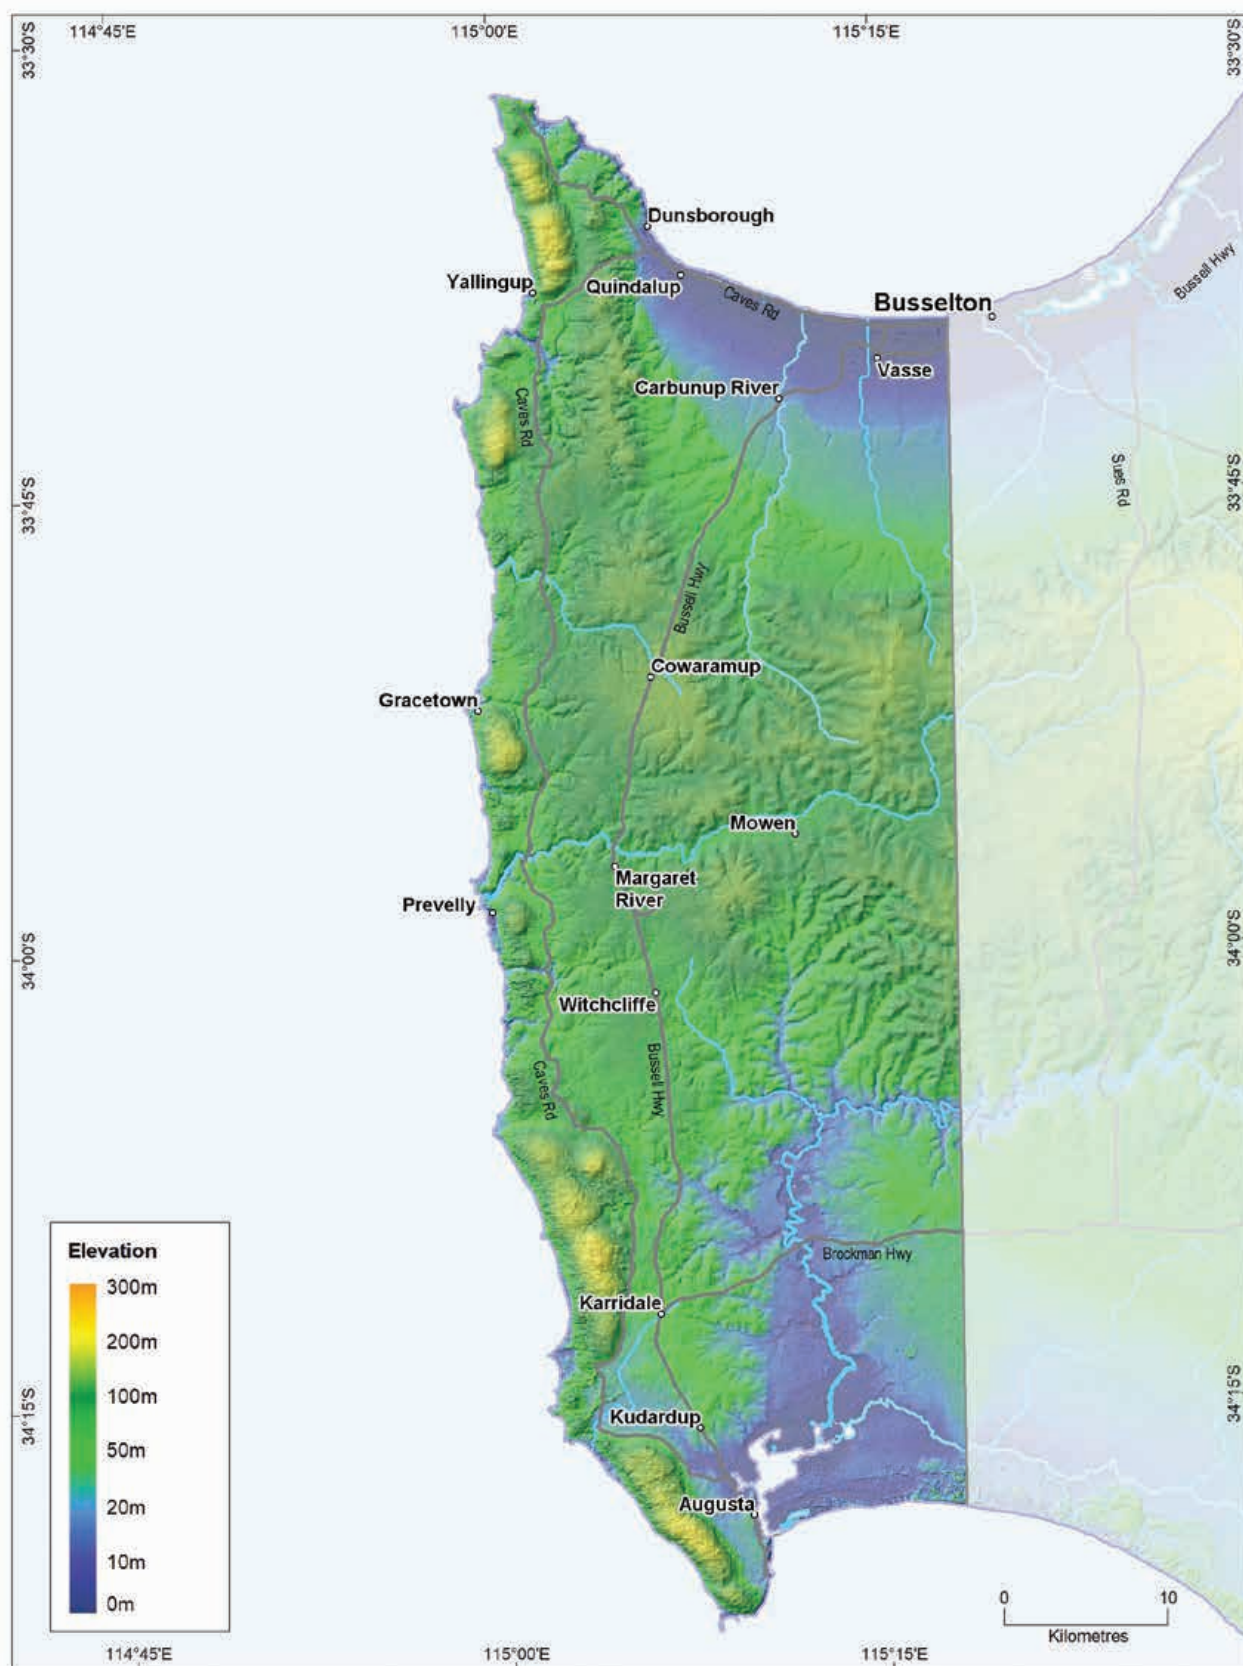 114°45'E
115°00'E
115°15'E
33°30'S
33°30'S
Dunsborough
Yallingup
Quindalup
Caves Rd
Busselton
Bussell Hwy
Vasse
Carbunup River
Caves Rd
Sues Rd
33°45'S
33°45'S
Bussell Hwy
Cowaramup
Gracetown
Mowen
Margaret
River
Prevelly
34°00'S
34°00'S
Witchcliffe
Caves Rd
Bussell Hwy
Brockman Hwy
Karridale
34°15'S
34°15'S
Kudardup
Augusta
Elevation
300m
200m
100m
50m
20m
10m
0m
0
10
Kilometres
114°45'E
115°00'E
115°15'E